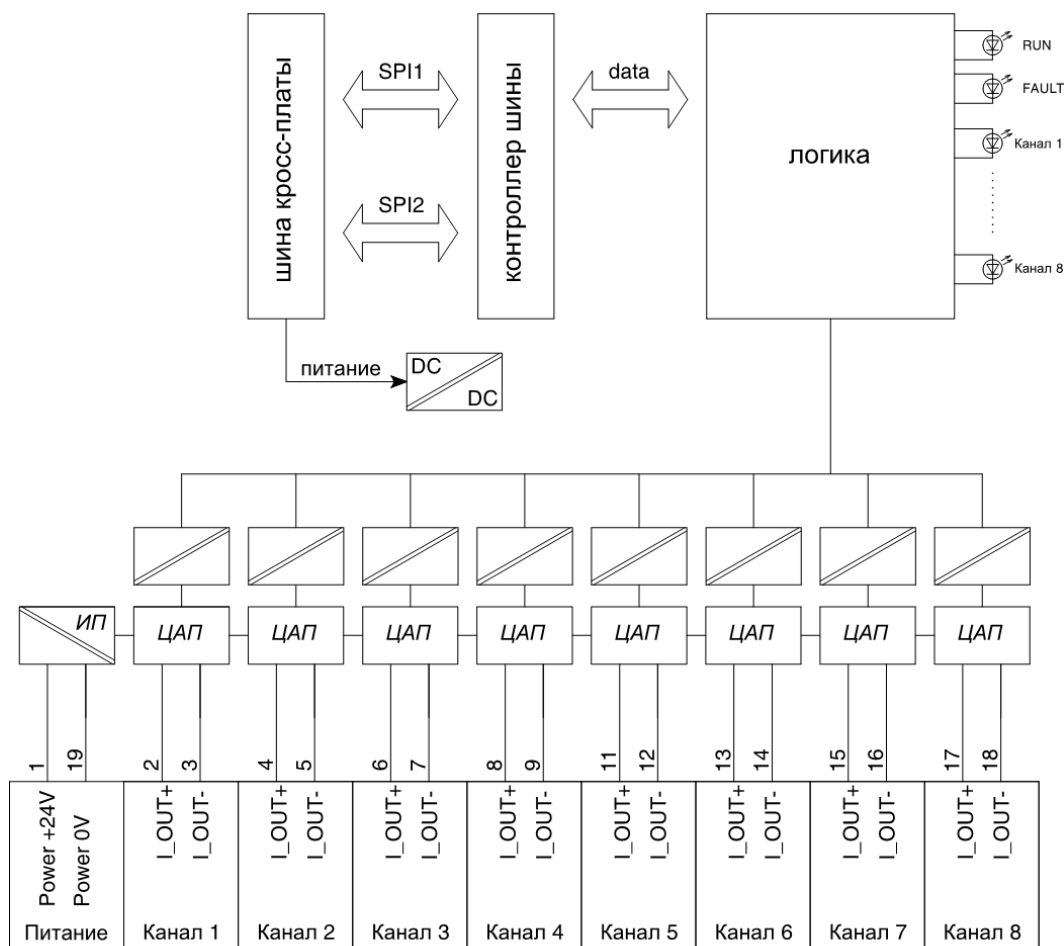 шина кросс-платы
SPI1
SPI2
контроллер шины
data
логика
RUN
FAULT
Канал 1
Канал 8
питание
DC
DC
ИП
ЦАП
ЦАП
ЦАП
ЦАП
ЦАП
ЦАП
ЦАП
ЦАП
1
19
2
3
4
5
6
7
8
9
11
12
13
14
15
16
17
18
Power +24V
Power 0V
I_OUT+
I_OUT-
I_OUT+
I_OUT-
I_OUT+
I_OUT-
I_OUT+
I_OUT-
I_OUT+
I_OUT-
I_OUT+
I_OUT-
I_OUT+
I_OUT-
I_OUT+
I_OUT-
Питание
Канал 1
Канал 2
Канал 3
Канал 4
Канал 5
Канал 6
Канал 7
Канал 8